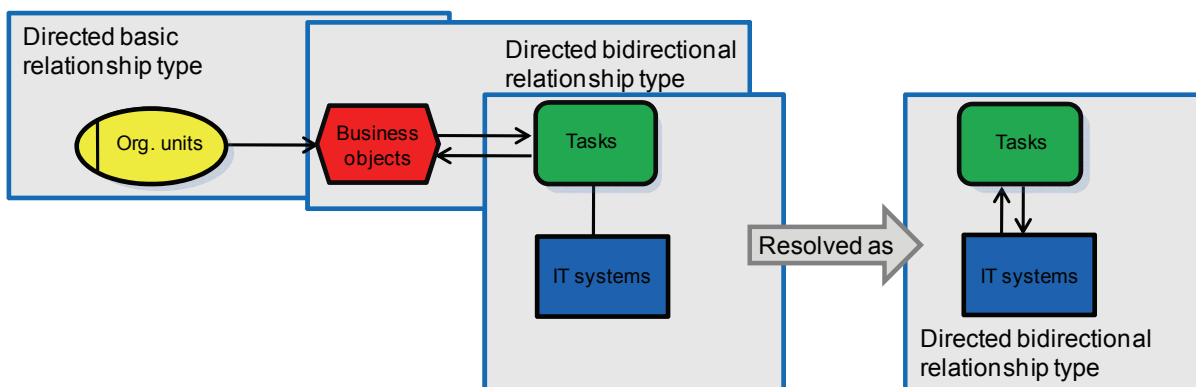 Directed basic
relationship type
Directed bidirectional
relationship type
Org. units
Business
objects
Tasks
IT systems
Resolved as
Tasks
IT systems
Directed bidirectional
relationship type